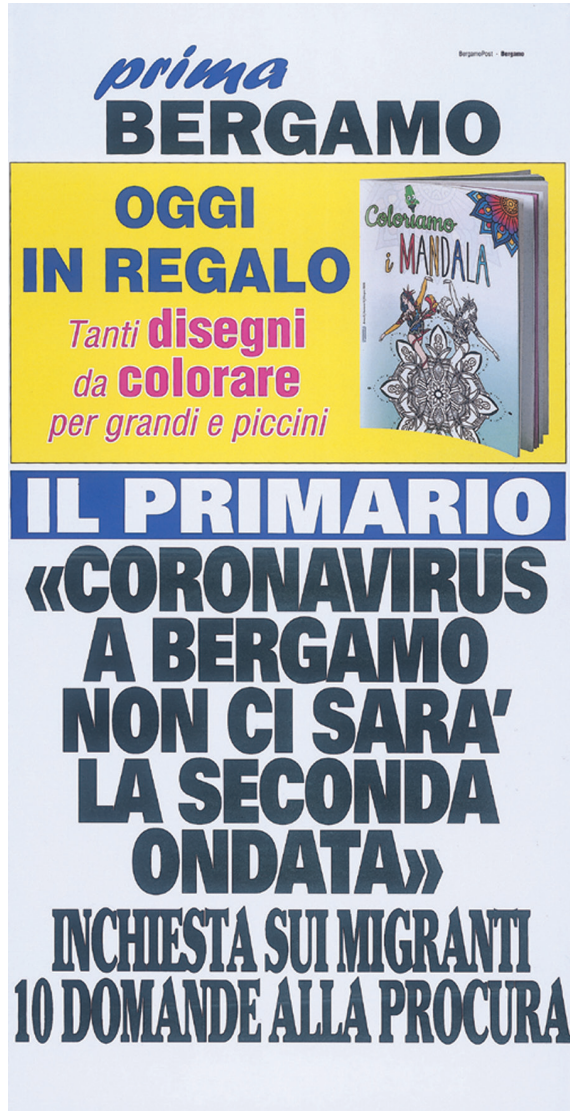 BergamoPost - Bergamo
prima
BERGAMO
OGGI
IN REGALO
Tanti disegni
da colorare
per grandi e piccini
Coloriamo
i MANDALA
IL PRIMARIO
«CORONAVIRUS
A BERGAMO
NON CI SARA’
LA SECONDA
ONDATA»
INCHIESTA SUI MIGRANTI
10 DOMANDE ALLA PROCURA